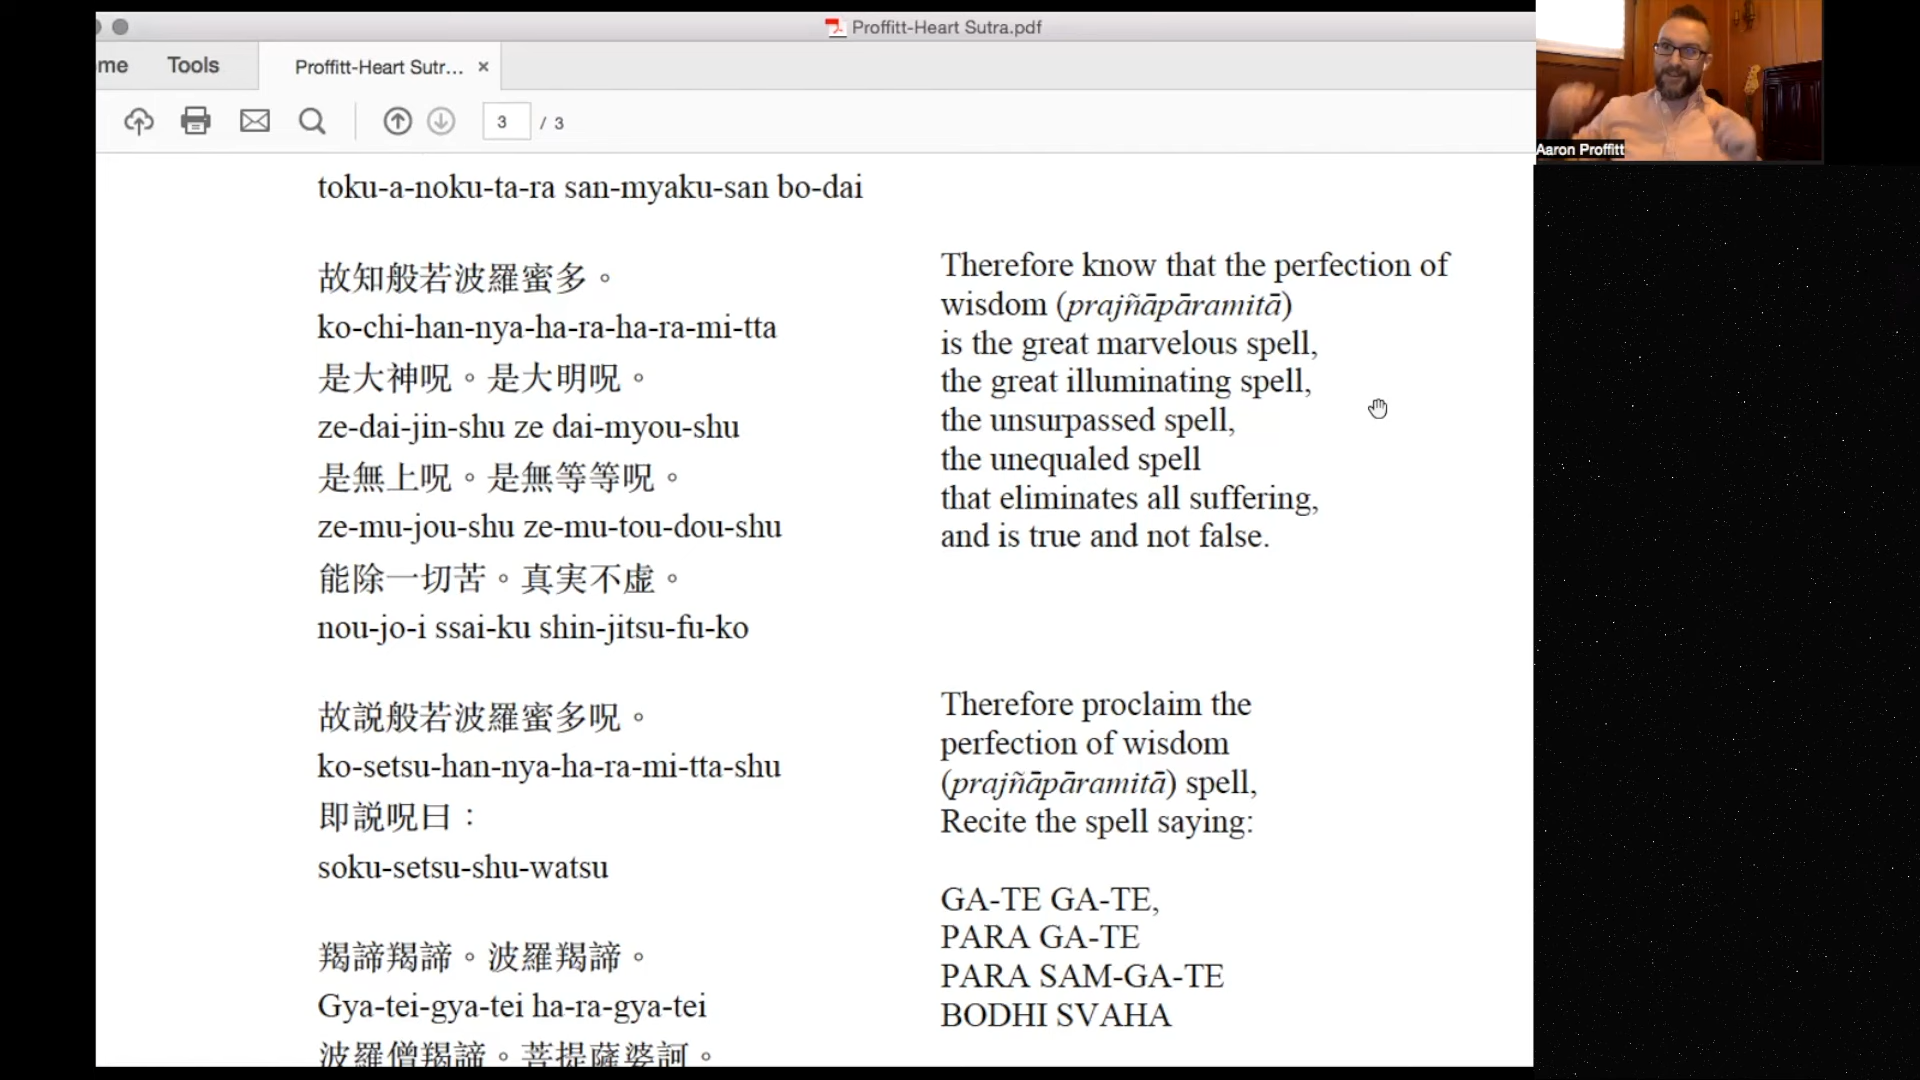 Proffitt-Heart Sutra.pdf
me
Tools
Proffitt-Heart Sutr... ×
3 / 3
Aaron Proffitt
toku-a-noku-ta-ra san-myaku-san bo-dai
故知般若波羅蜜多。
ko-chi-han-nya-ha-ra-ha-ra-mi-tta
是大神呪。是大明呪。
ze-dai-jin-shu ze dai-myou-shu
是無上呪。是無等等呪。
ze-mu-jou-shu ze-mu-tou-dou-shu
能除一切苦。真実不虚。
nou-jo-i ssai-ku shin-jitsu-fu-ko
Therefore know that the perfection of
wisdom (prajñāpāramitā)
is the great marvelous spell,
the great illuminating spell,
the unsurpassed spell,
the unequaled spell
that eliminates all suffering,
and is true and not false.
故説般若波羅蜜多呪。
ko-setsu-han-nya-ha-ra-mi-tta-shu
即説呪曰：
soku-setsu-shu-watsu
Therefore proclaim the
perfection of wisdom
(prajñāpāramitā) spell,
Recite the spell saying:
羯諦羯諦。波羅羯諦。
Gya-tei-gya-tei ha-ra-gya-tei
波羅僧羯諦。菩提薩婆訶。
GA-TE GA-TE,
PARA GA-TE
PARA SAM-GA-TE
BODHI SVAHA